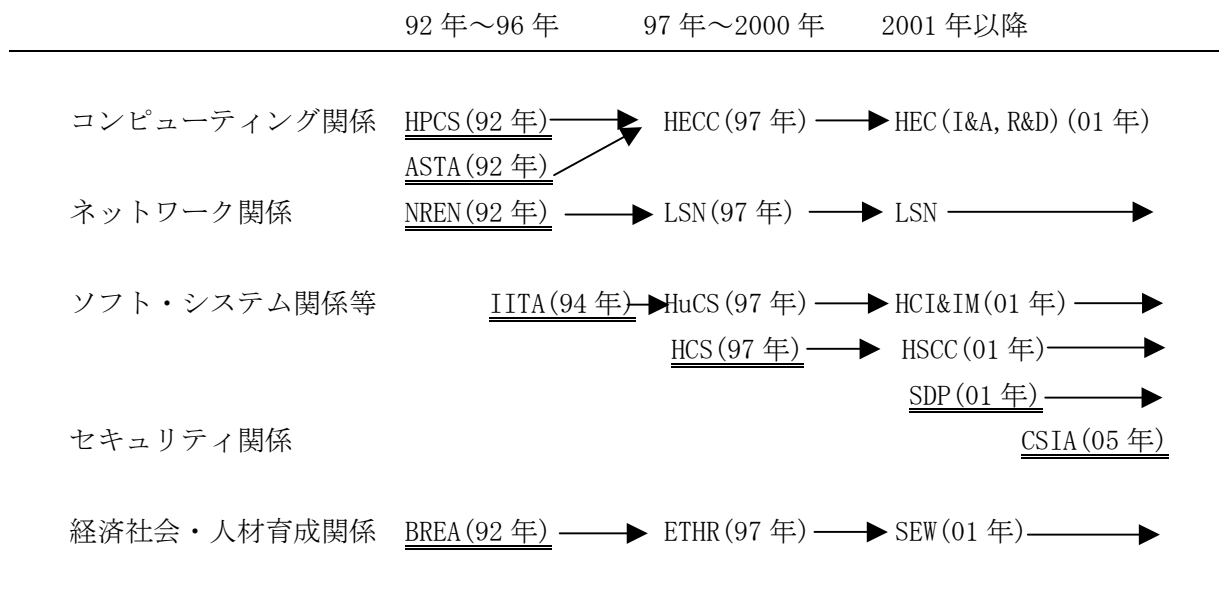 92 年～96 年 97 年～2000 年 2001 年以降
コンピューティング関係 HPCS(92 年) HECC(97 年) HEC(I&A,R&D)(01 年)
ASTA(92 年)
ネットワーク関係 NREN(92 年) LSN(97 年) LSN
ソフト・システム関係等 IITA(94 年) HuCS(97 年) HCI&IM(01 年)
HCS(97 年) HSCC(01 年)
SDP(01 年)
セキュリティ関係 CSIA(05 年)
経済社会・人材育成関係 BREA(92 年) ETHR(97 年) SEW(01 年)